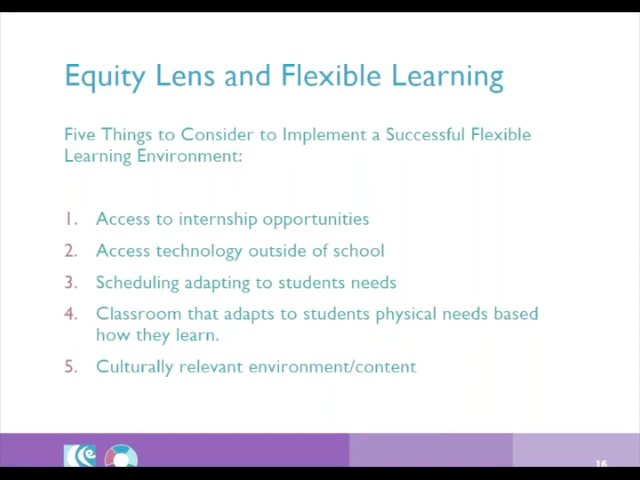 Equity Lens and Flexible Learning
Five Things to Consider to Implement a Successful Flexible
Learning Environment:
1. Access to internship opportunities
2. Access technology outside of school
3. Scheduling adapting to students needs
4. Classroom that adapts to students physical needs based
how they learn.
5. Culturally relevant environment/content
16